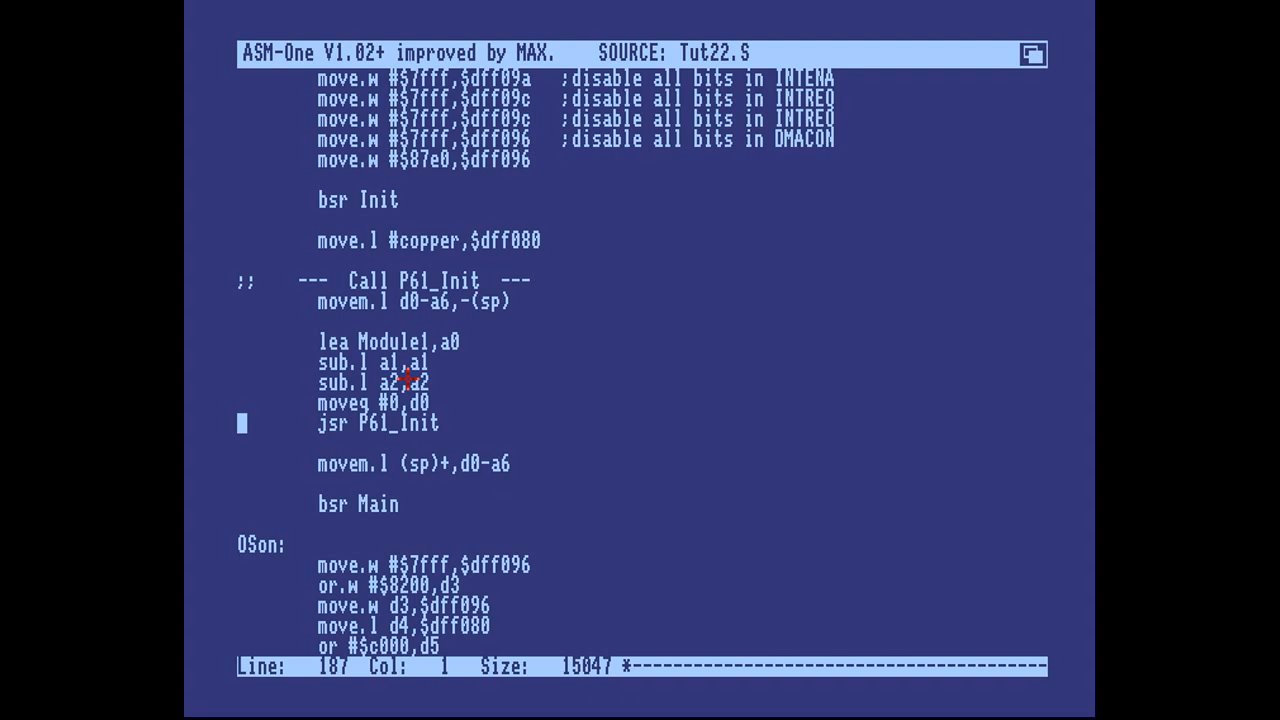 ASM-One V1.02+ improved by MAX.    SOURCE: Tut22.S
move.w #$7fff,$dff09a   ;disable all bits in INTENA
move.w #$7fff,$dff09c   ;disable all bits in INTREQ
move.w #$7fff,$dff09c   ;disable all bits in INTREQ
move.w #$7fff,$dff096   ;disable all bits in DMACON
move.w #$87e0,$dff096
bsr Init
move.l #copper,$dff080
;;    ---  Call P61_Init  ---
movem.l d0-a6,-(sp)
lea Module1,a0
sub.l a1,a1
sub.l a2,a2
moveq #0,d0
jsr P61_Init
movem.l (sp)+,d0-a6
bsr Main
OSon:
move.w #$7fff,$dff096
or.w #$8200,d3
move.w d3,$dff096
move.l d4,$dff080
or #$c000,d5
Line:   187  Col:   1   Size:   15047 *-----------------------------------------